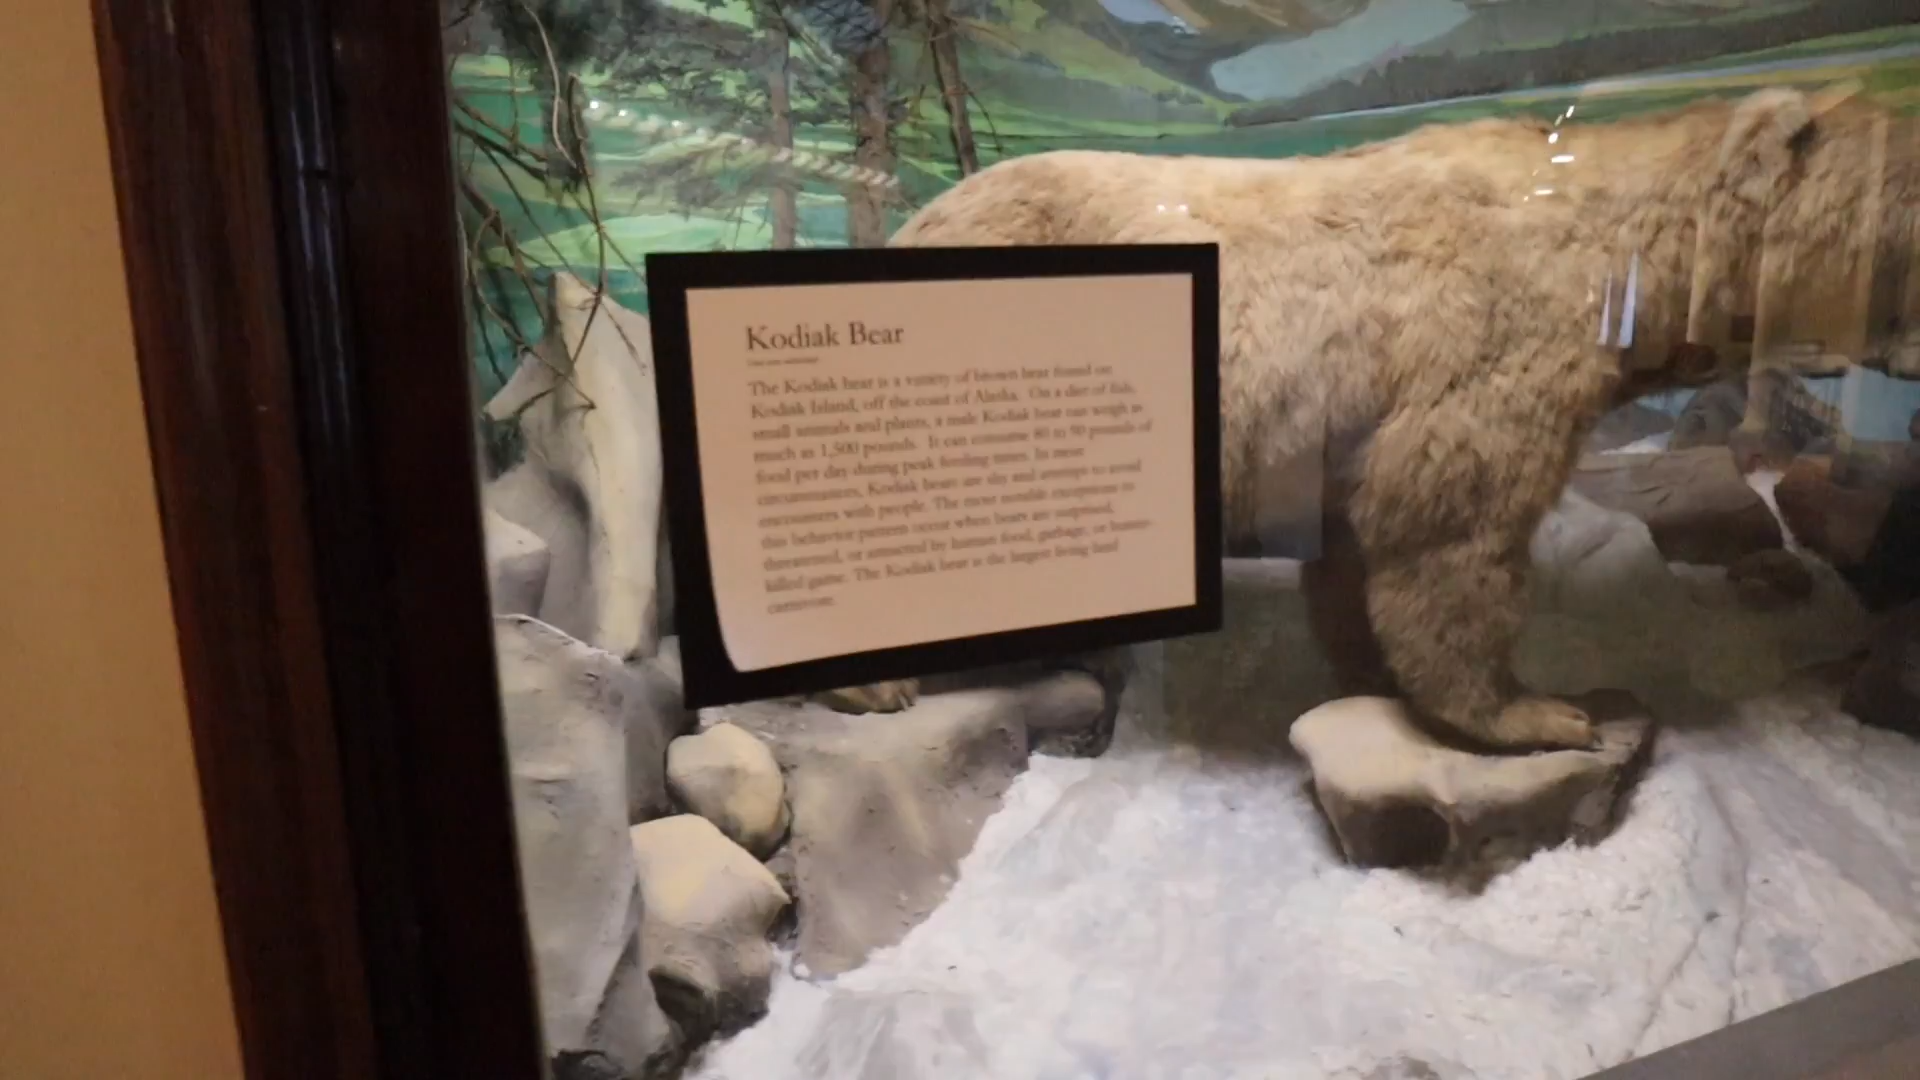 Kodiak Bear
The Kodiak bear is a variety of brown bear found on
Kodiak Island, off the coast of Alaska. On a diet of fish,
small animals and plants, a male Kodiak bear can weigh as
much as 1,500 pounds. It can consume 80 to 90 pounds of
food per day during peak feeding times. In most
circumstances, Kodiak bears are shy and attempt to avoid
encounters with people. The most notable exceptions to
this behavior pattern occur when bears are surprised,
threatened, or attracted by human food, garbage, or hunter-
killed game. The Kodiak bear is the largest living land
carnivore.